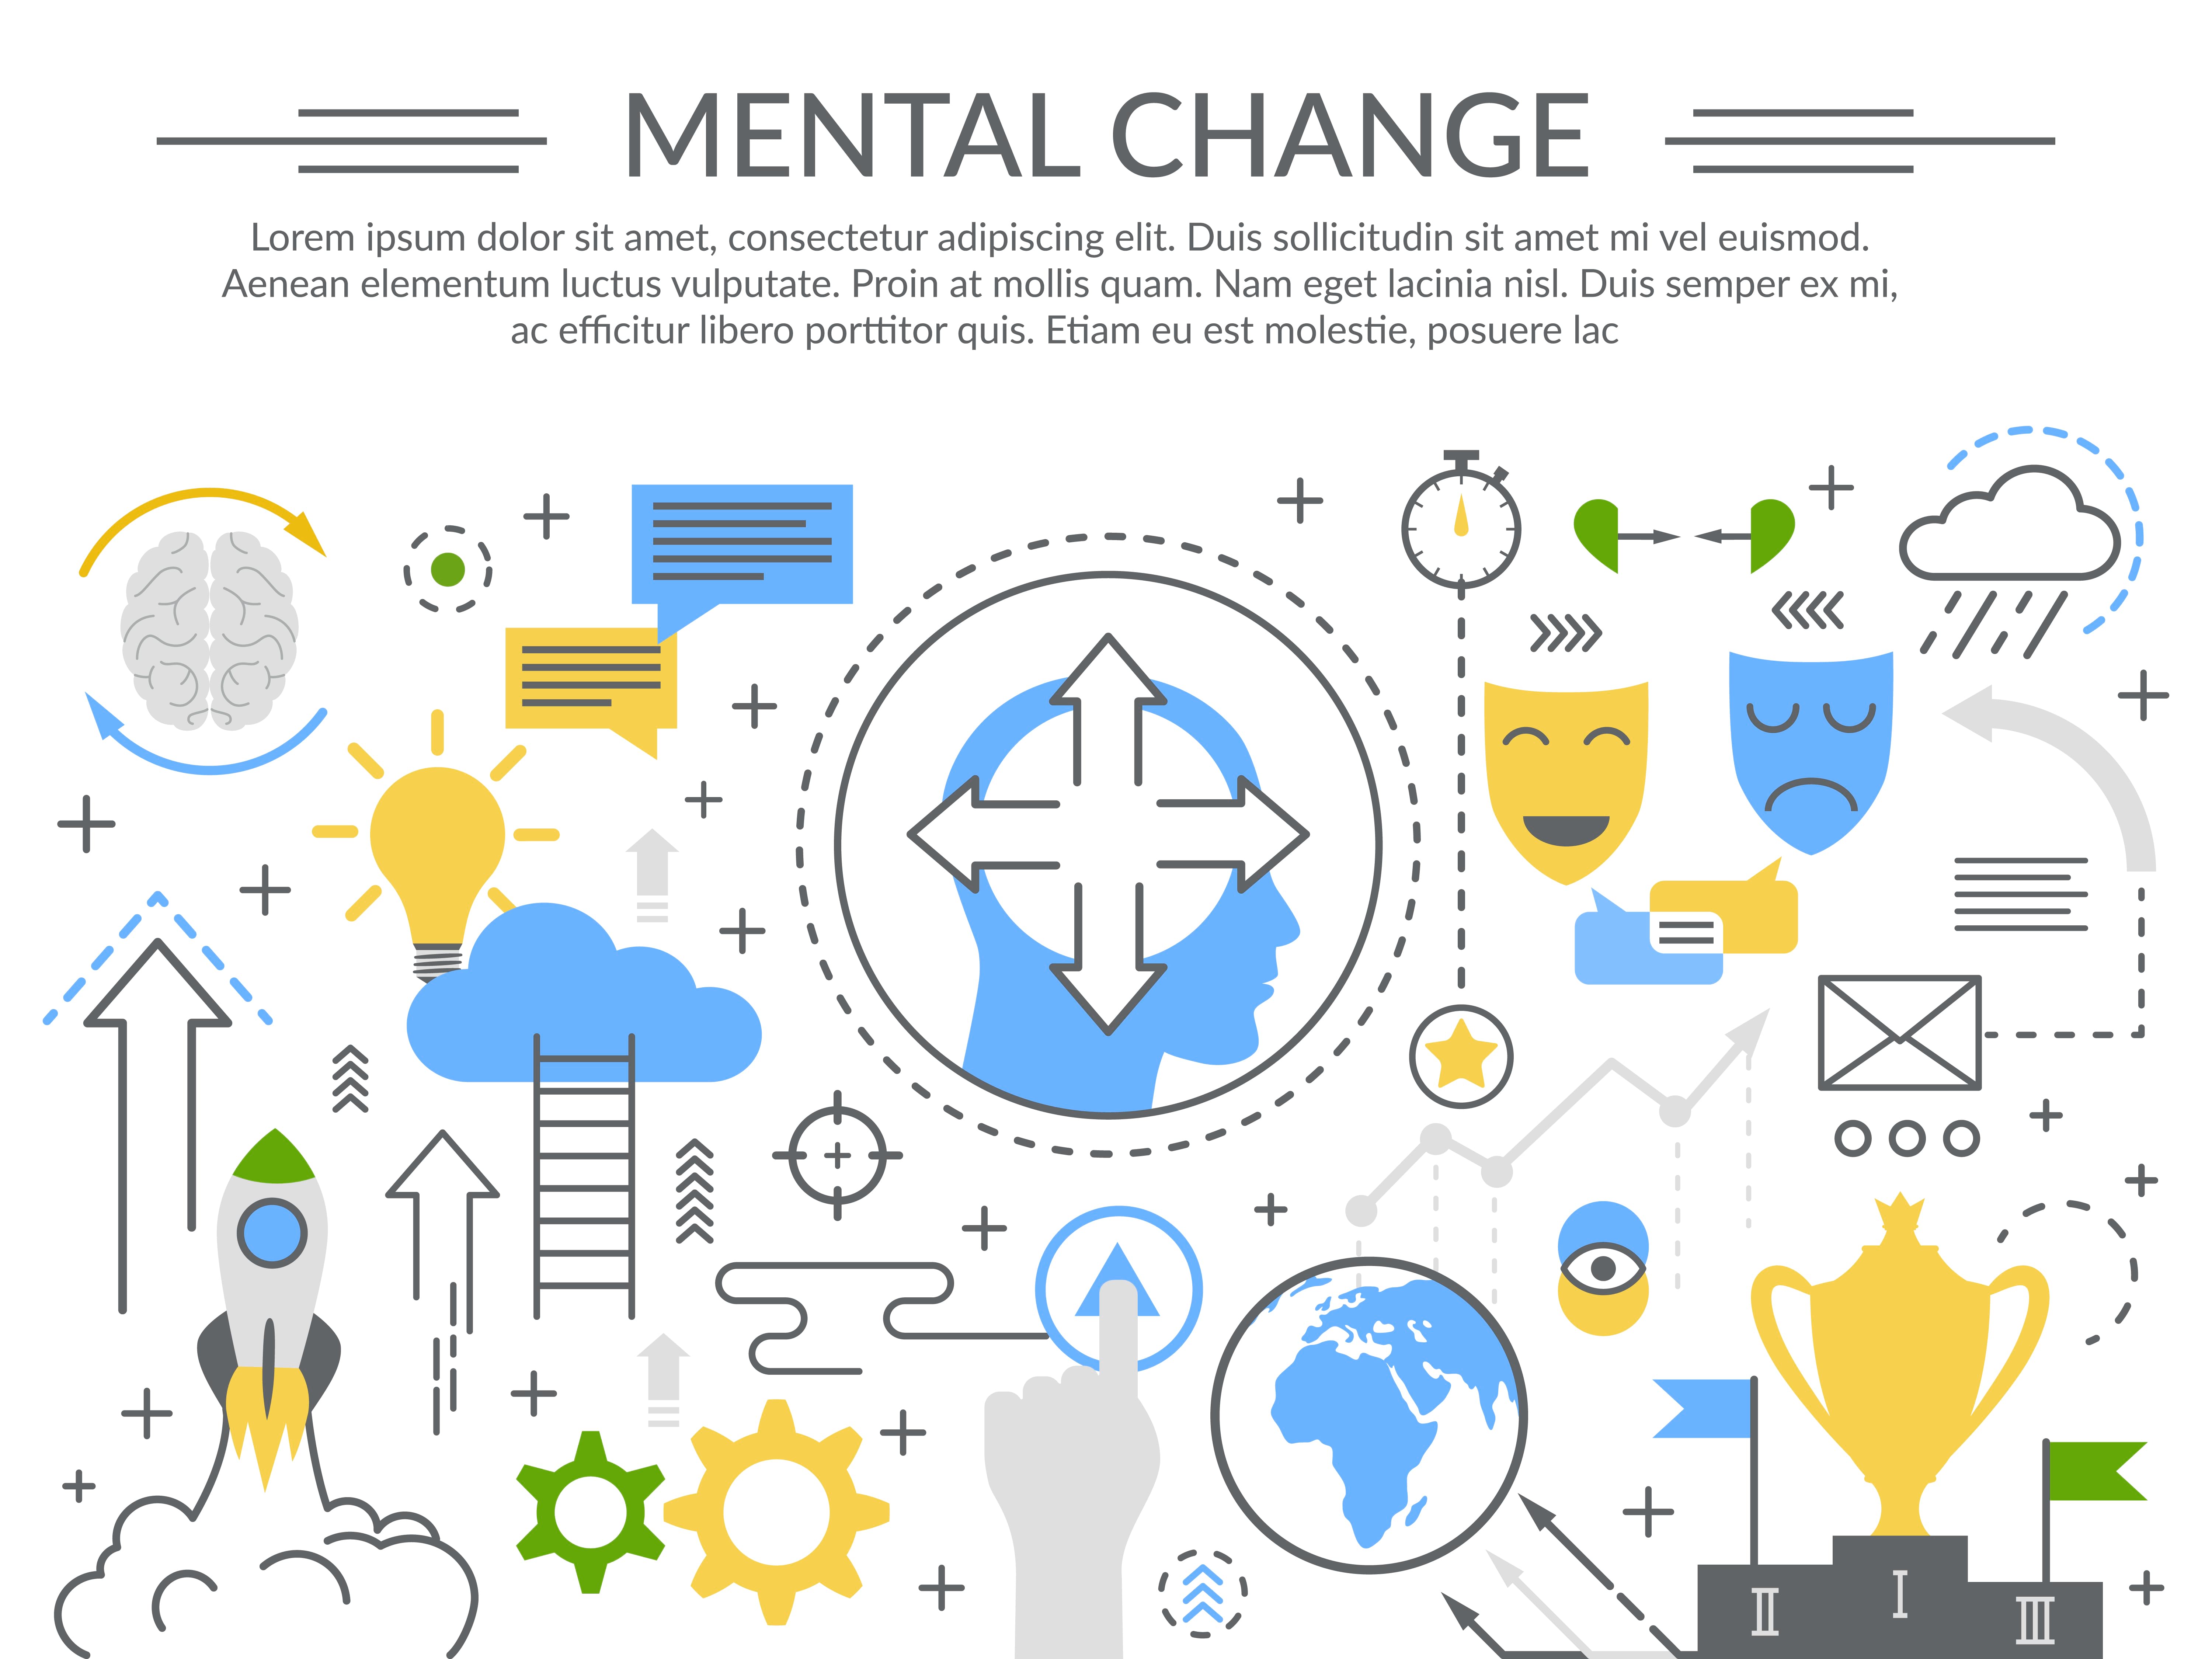 MENTAL CHANGE
Lorem ipsum dolor sit amet, consectetur adipiscing elit. Duis sollicitudin sit amet mi vel euismod.
Aenean elementum luctus vulputate. Proin at mollis quam. Nam eget lacinia nisl. Duis semper ex mi,
ac efficitur libero porttitor quis. Etiam eu est molestie, posuere lac
II I III